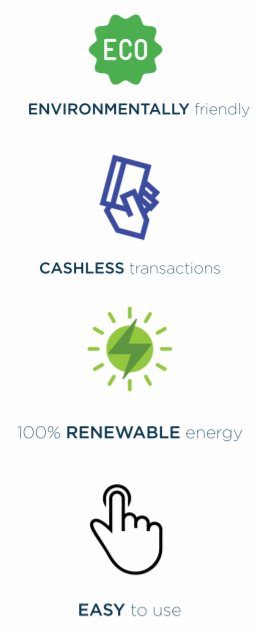 ECO
ENVIRONMENTALLY friendly
CASHLESS transactions
100% RENEWABLE energy
EASY to use